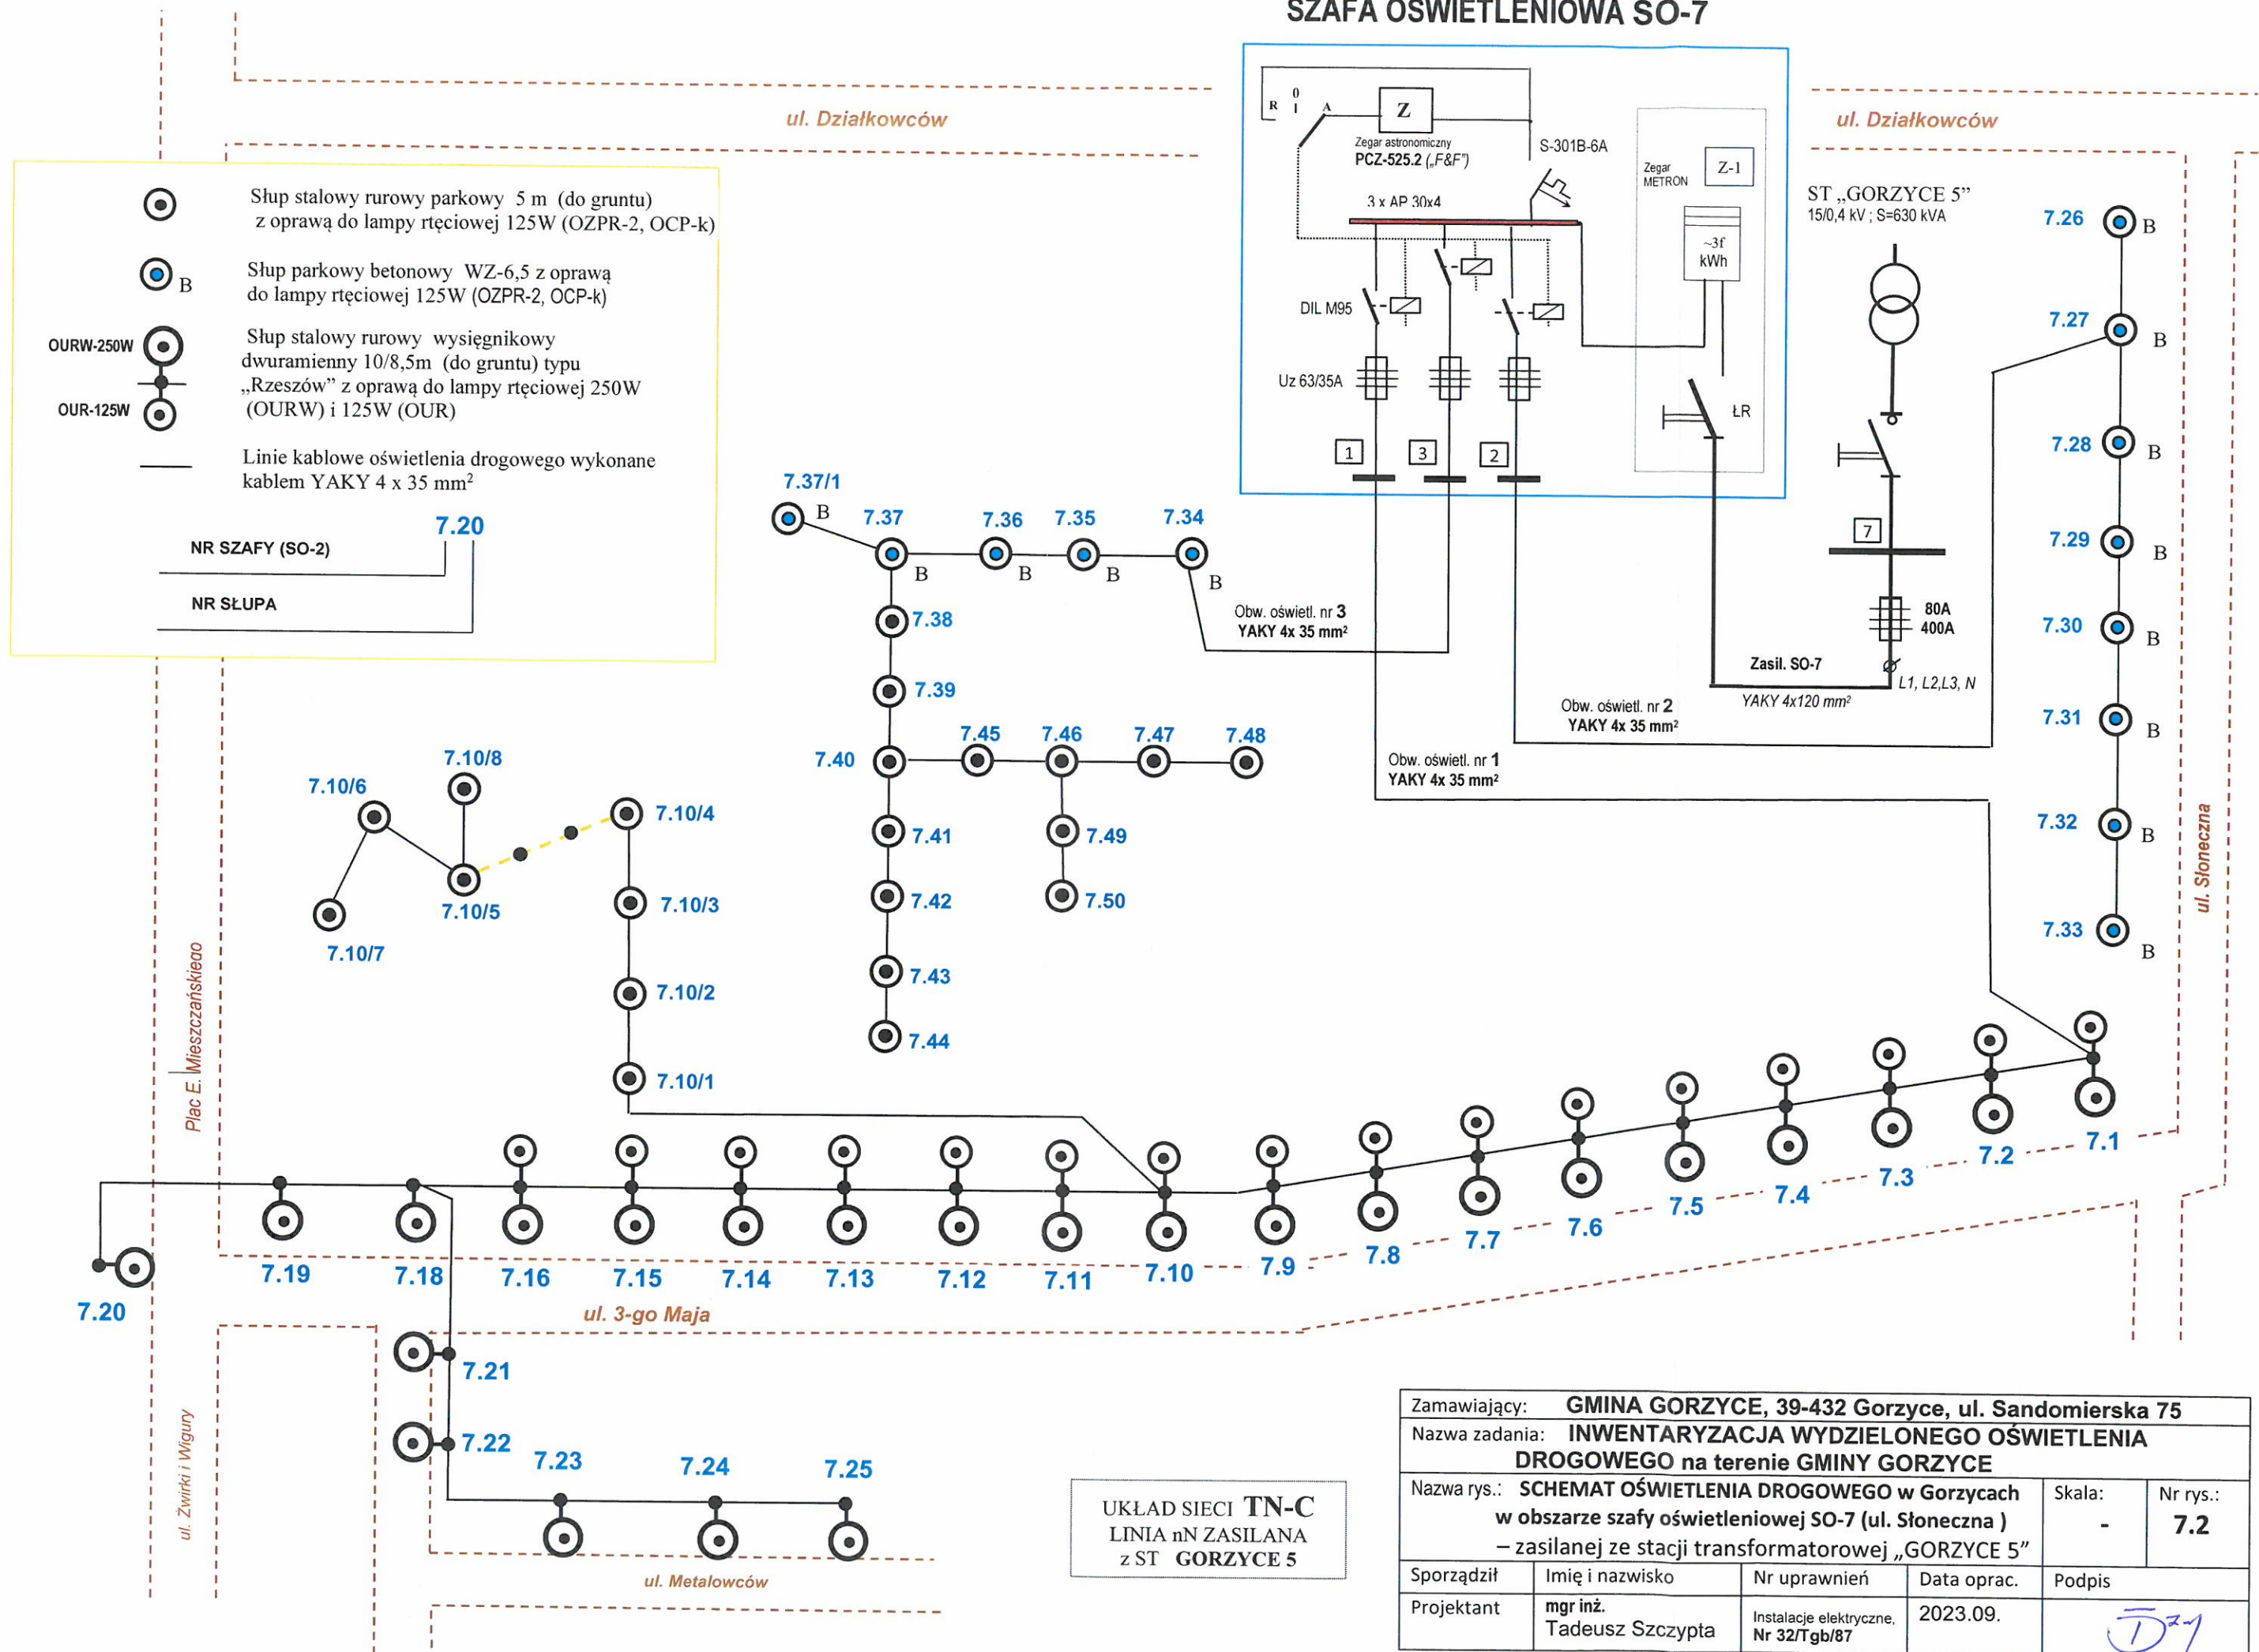 SZAFA OŚWIETLENIOWA SO-7
ul. Działkowców
ul. Działkowców
R
0
A
Z
Zegar astronomiczny
PCZ-525.2 („F&F”)
S-301B-6A
3 x AP 30x4
Zegar
METRON
Z-1
~3f
kWh
DIL M95
Uz 63/35A
ŁR
1
3
2
ST „GORZYCE 5”
15/0,4 kV ; S=630 kVA
7
80A
400A
Zasil. SO-7
L1, L2,L3, N
YAKY 4x120 mm²
Słup stalowy rurowy parkowy 5 m (do gruntu)
z oprawą do lampy rtęciowej 125W (OZPR-2, OCP-k)
B
Słup parkowy betonowy WZ-6,5 z oprawą
do lampy rtęciowej 125W (OZPR-2, OCP-k)
OURW-250W
OUR-125W
Słup stalowy rurowy wysięgnikowy
dwuramienny 10/8,5m (do gruntu) typu
„Rzeszów” z oprawą do lampy rtęciowej 250W
(OURW) i 125W (OUR)
Linie kablowe oświetlenia drogowego wykonane
kablem YAKY 4 x 35 mm²
7.20
NR SZAFY (SO-2)
NR SŁUPA
7.26
B
7.27
B
7.28
B
7.29
B
7.30
B
7.31
B
7.32
B
7.33
B
ul. Słoneczna
7.37/1
B
7.37
B
7.36
B
7.35
B
7.34
B
Obw. oświetl. nr 3
YAKY 4x 35 mm²
Obw. oświetl. nr 2
YAKY 4x 35 mm²
Obw. oświetl. nr 1
YAKY 4x 35 mm²
7.38
7.39
7.40
7.45
7.46
7.47
7.48
7.41
7.49
7.42
7.50
7.43
7.44
7.10/8
7.10/6
7.10/4
7.10/5
7.10/3
7.10/7
7.10/2
7.10/1
Plac E. Mieszczańskiego
7.20
7.19
7.18
7.16
7.15
7.14
7.13
7.12
7.11
7.10
7.9
7.8
7.7
7.6
7.5
7.4
7.3
7.2
7.1
ul. 3-go Maja
7.21
7.22
7.23
7.24
7.25
ul. Żwirki i Wigury
ul. Metalowców
UKŁAD SIECI TN-C
LINIA nN ZASILANA
z ST GORZYCE 5
Zamawiający: GMINA GORZYCE, 39-432 Gorzyce, ul. Sandomierska 75
Nazwa zadania: INWENTARYZACJA WYDZIELONEGO OŚWIETLENIA
DROGOWEGO na terenie GMINY GORZYCE
Nazwa rys.: SCHEMAT OŚWIETLENIA DROGOWEGO w Gorzycach
w obszarze szafy oświetleniowej SO-7 (ul. Słoneczna )
– zasilanej ze stacji transformatorowej „GORZYCE 5”
Skala:
-
Nr rys.:
7.2
Sporządził
Imię i nazwisko
Nr uprawnień
Data oprac.
Podpis
Projektant
mgr inż.
Tadeusz Szczypta
Instalacje elektryczne,
Nr 32/Tgb/87
2023.09.